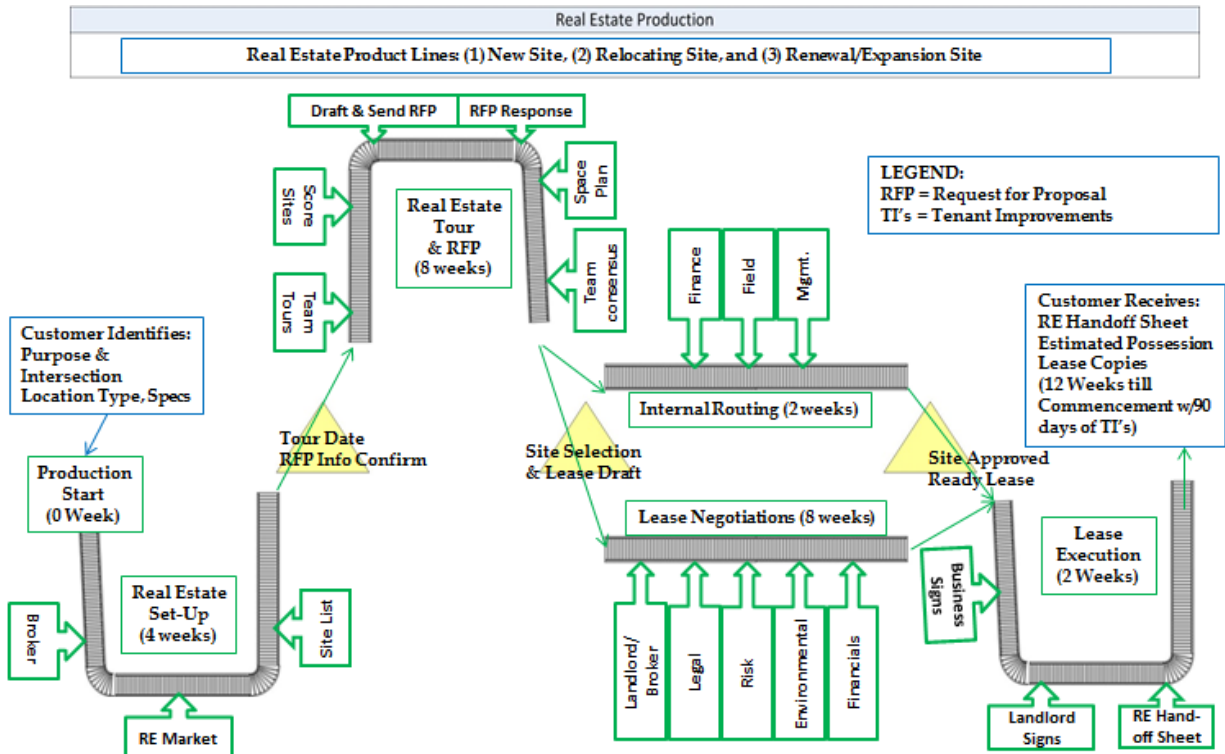 Real Estate Production
Real Estate Product Lines: (1) New Site, (2) Relocating Site, and (3) Renewal/Expansion Site
Draft & Send RFP
RFP Response
Score
Sites
Team
Tours
Real Estate
Tour
& RFP
(8 weeks)
Space
Plan
Team
consensus
LEGEND:
RFP = Request for Proposal
TI's = Tenant Improvements
Finance
Field
Mgmt.
Customer Identifies:
Purpose &
Intersection
Location Type, Specs
Customer Receives:
RE Handoff Sheet
Estimated Possession
Lease Copies
(12 Weeks till
Commencement w/90
days of TI's)
Internal Routing (2 weeks)
Tour Date
RFP Info Confirm
Site Selection
& Lease Draft
Site Approved
Ready Lease
Production
Start
(0 Week)
Lease Negotiations (8 weeks)
Real Estate
Set-Up
(4 weeks)
Broker
Site List
RE Market
Landlord/
Broker
Legal
Risk
Environmental
Financials
Business
Signs
Lease
Execution
(2 Weeks)
Landlord
Signs
RE Hand-
off Sheet